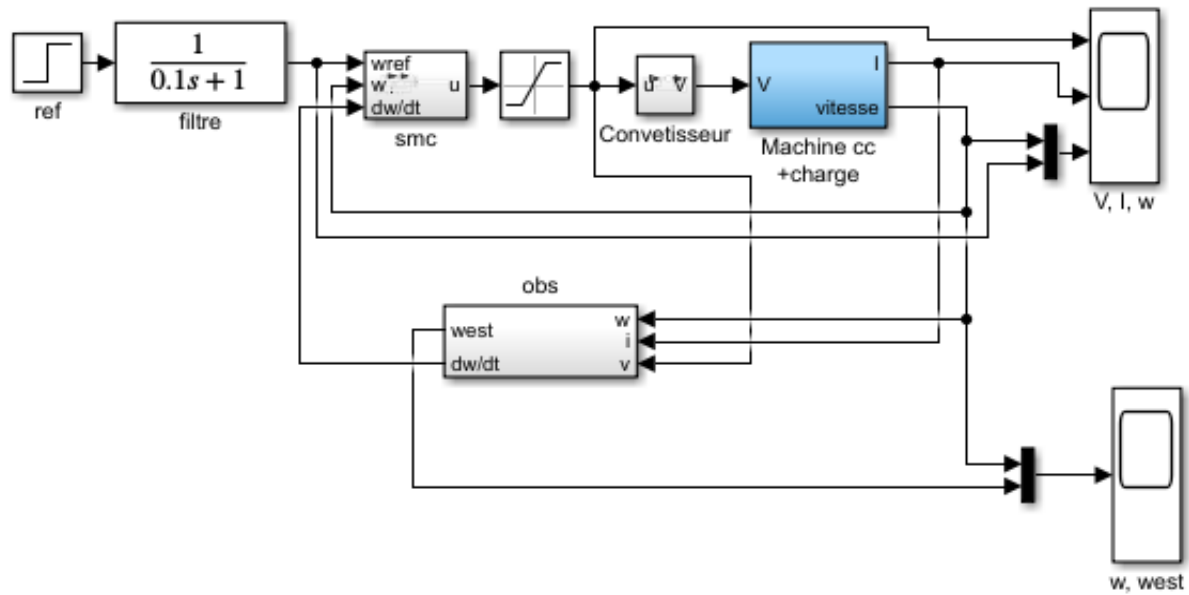 ref
1
0.1s + 1
filtre
wref
w
dw/dt
u
smc
u
V
Convetisseur
V
I
vitesse
Machine cc
+charge
V, I, w
obs
west
dw/dt
w
i
v
w, west